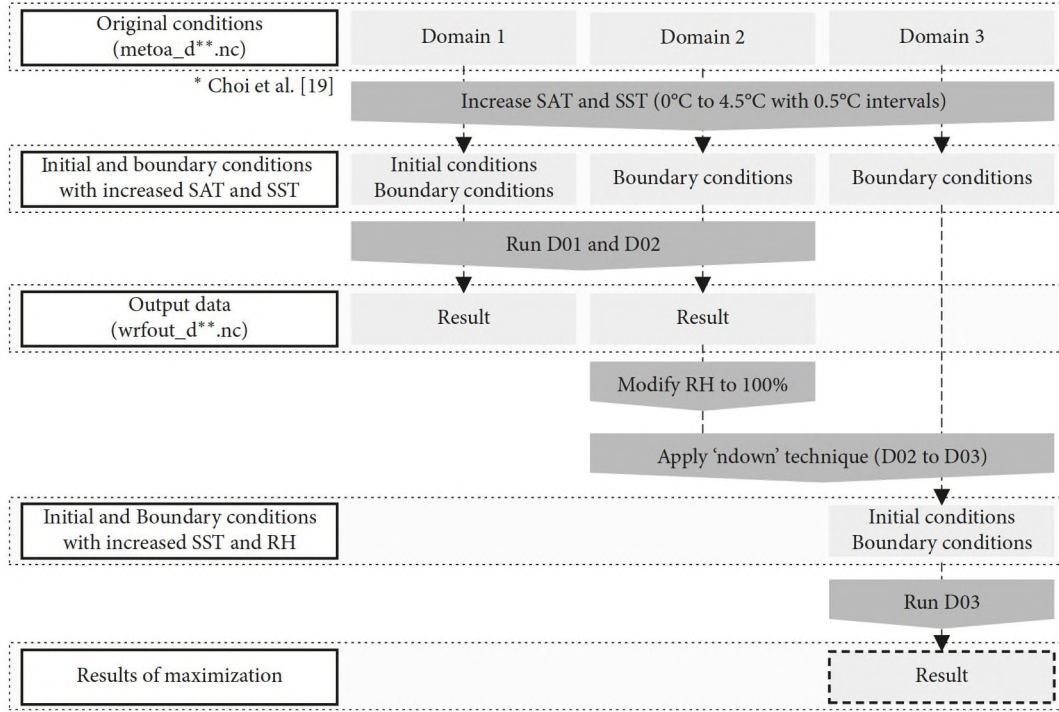 Original conditions
(metoa_d**.nc)
Domain 1
Domain 2
Domain 3
* Choi et al. [19]
Increase SAT and SST (0°C to 4.5°C with 0.5°C intervals)
Initial and boundary conditions
with increased SAT and SST
Initial conditions
Boundary conditions
Boundary conditions
Boundary conditions
Run D01 and D02
Output data
(wrfout_d**.nc)
Result
Result
Modify RH to 100%
Apply ‘ndown’ technique (D02 to D03)
Initial and Boundary conditions
with increased SST and RH
Initial conditions
Boundary conditions
Run D03
Results of maximization
Result